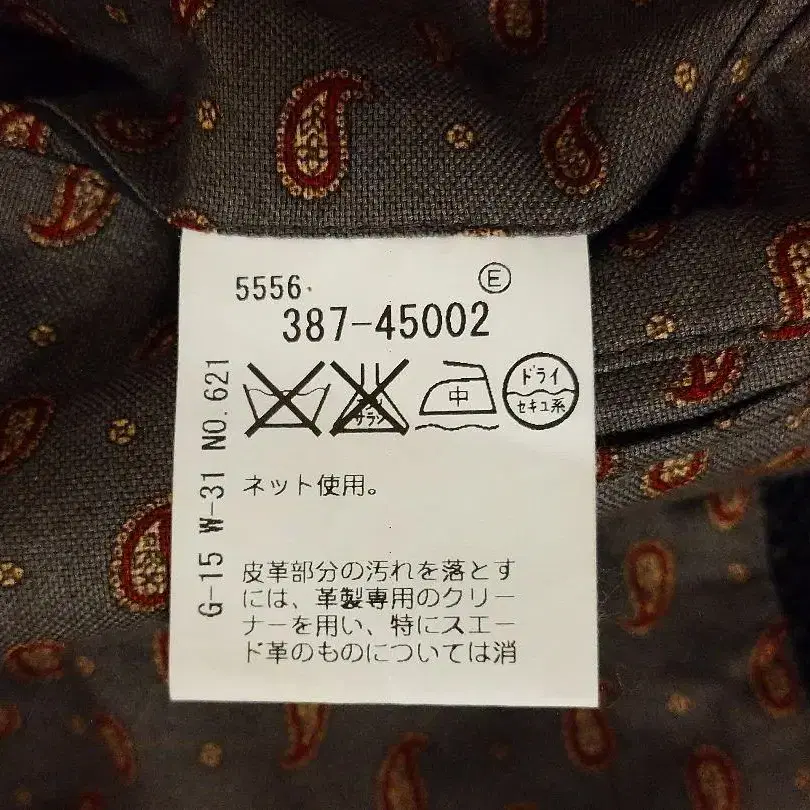 5556
Ⓔ
387-45002
中
ドライ
セキユ系
G-15 W-31 NO.621
ネット使用。
皮革部分の汚れを落とす
には、革製専用のクリー
ナーを用い、特にスエー
ド革のものについては消